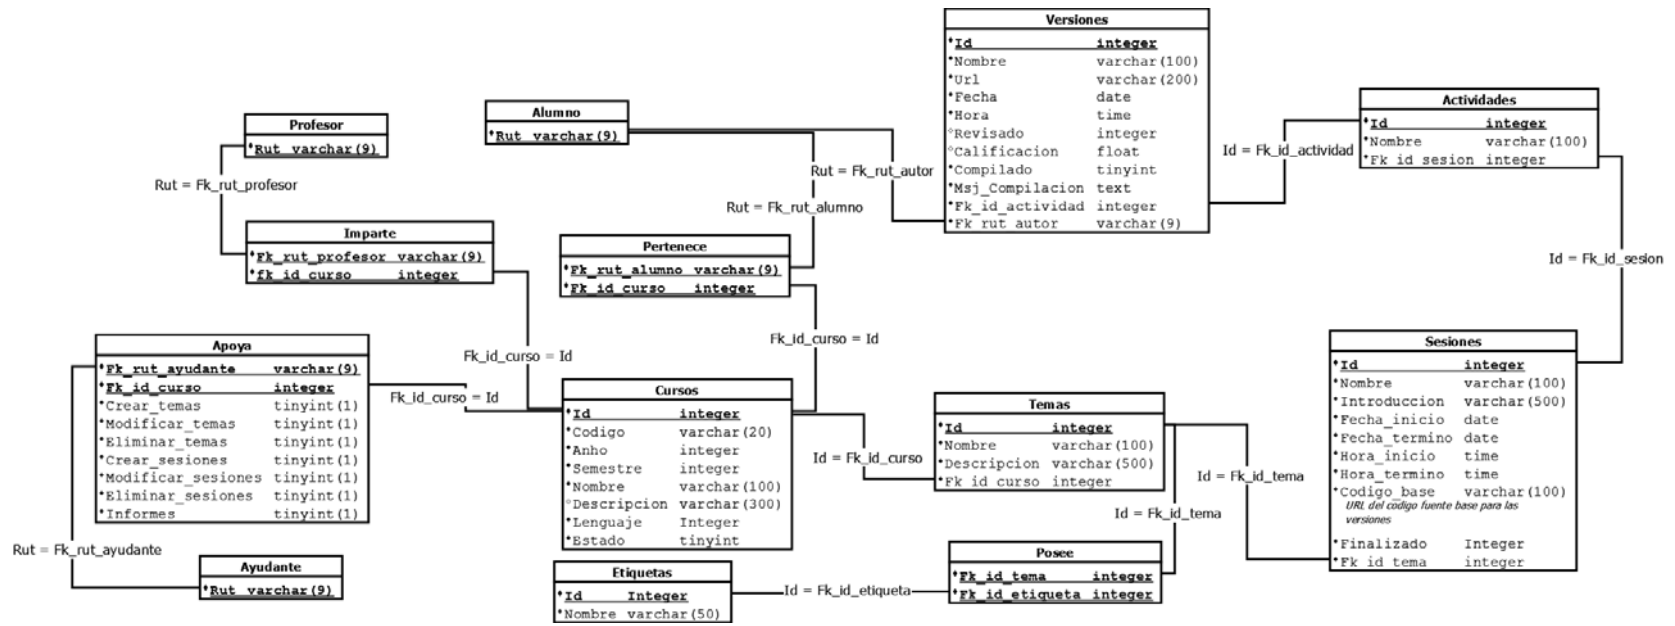 Versiones
Id integer
Nombre varchar(100)
Url varchar(200)
Fecha date
Hora time
Revisado integer
Calificacion float
Compilado tinyint
Msj_Compilacion text
Fk_id_actividad integer
Fk_rut_autor varchar(9)
Actividades
Id integer
Nombre varchar(100)
Fk_id_sesion integer
Id = Fk_id_actividad
Alumno
Rut varchar(9)
Profesor
Rut varchar(9)
Rut = Fk_rut_autor
Rut = Fk_rut_profesor
Rut = Fk_rut_alumno
Imparte
Fk_rut_profesor varchar(9)
fk_id_curso integer
Pertenece
Fk_rut_alumno varchar(9)
Fk_id_curso integer
Id = Fk_id_sesion
Apoya
Fk_rut_ayudante varchar(9)
Fk_id_curso integer
Crear_temas tinyint(1)
Modificar_temas tinyint(1)
Eliminar_temas tinyint(1)
Crear_sesiones tinyint(1)
Modificar_sesiones tinyint(1)
Eliminar_sesiones tinyint(1)
Informes tinyint(1)
Fk_id_curso = Id
Fk_id_curso = Id
Fk_id_curso = Id
Cursos
Id integer
Codigo varchar(20)
Anho integer
Semestre integer
Nombre varchar(100)
Descripcion varchar(300)
Lenguaje Integer
Estado tinyint
Id = Fk_id_curso
Temas
Id integer
Nombre varchar(100)
Descripcion varchar(500)
Fk_id_curso integer
Id = Fk_id_tema
Id = Fk_id_tema
Sesiones
Id integer
Nombre varchar(100)
Introduccion varchar(500)
Fecha_inicio date
Fecha_termino date
Hora_inicio time
Hora_termino time
Codigo_base varchar(100)
URL del código fuente base para las
versiones
Finalizado Integer
Fk_id_tema integer
Rut = Fk_rut_ayudante
Ayudante
Rut varchar(9)
Etiquetas
Id Integer
Nombre varchar(50)
Id = Fk_id_etiqueta
Posee
Fk_id_tema integer
Fk_id_etiqueta integer